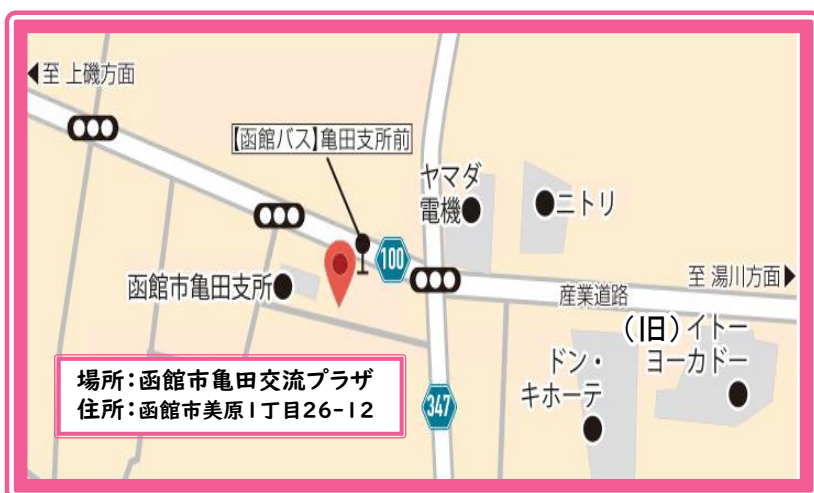 ◀至 上磯方面
【函館バス】亀田支所前
ヤマダ
電機●
●ニトリ
100
函館市亀田支所●
至 湯川方面▶
産業道路
(旧)イトー
ヨーカドー
ドン・
キホーテ
347
場所:函館市亀田交流プラザ
住所:函館市美原1丁目26-12